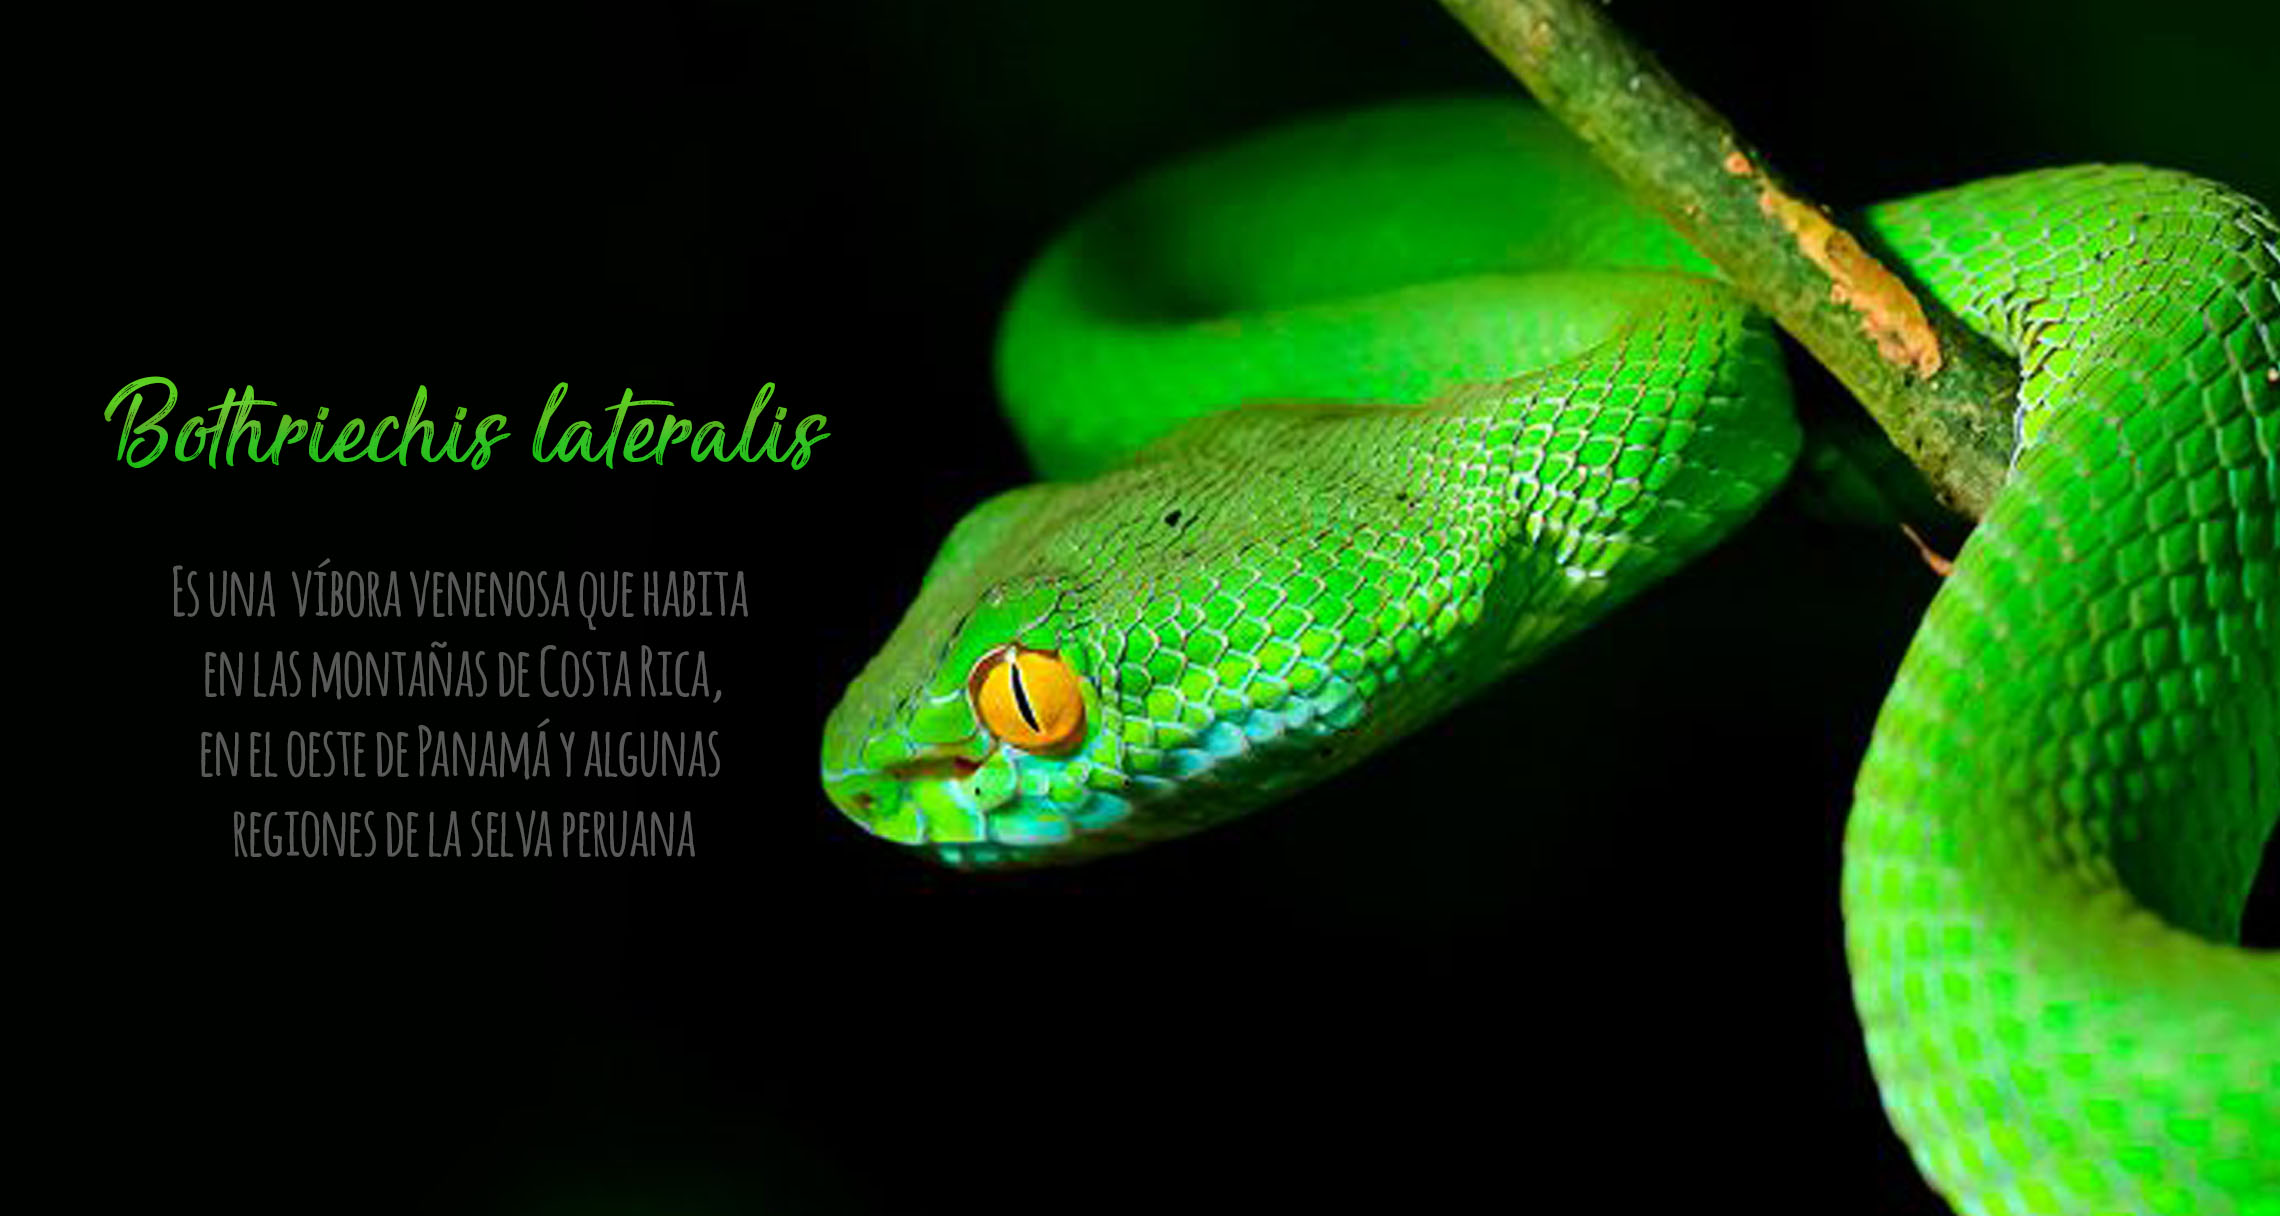 Bothriechis lateralis
Es una víbora venenosa que habita
en las montañas de Costa Rica,
en el oeste de Panamá y algunas
regiones de la selva peruana